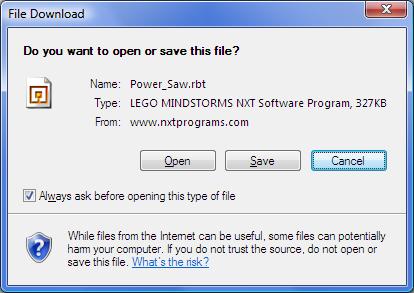 File Download
Do you want to open or save this file?
Name: Power_Saw.rbt
Type: LEGO MINDSTORMS NXT Software Program, 327KB
From: www.nxtprograms.com
Open Save Cancel
Always ask before opening this type of file
While files from the Internet can be useful, some files can potentially
harm your computer. If you do not trust the source, do not open or
save this file. What's the risk?